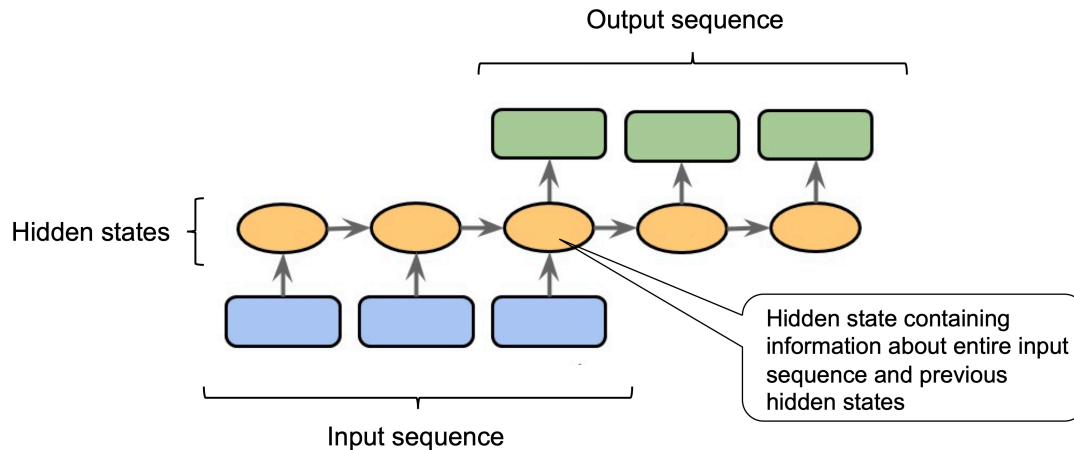 Output sequence
Hidden states
Hidden state containing
information about entire input
sequence and previous
hidden states
Input sequence